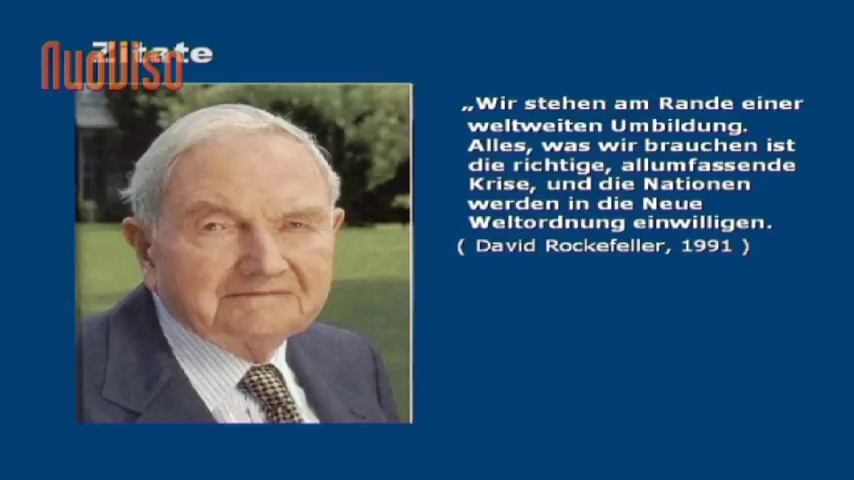 Zitate
NuoViso
„Wir stehen am Rande einer
weltweiten Umbildung.
Alles, was wir brauchen ist
die richtige, allumfassende
Krise, und die Nationen
werden in die Neue
Weltordnung einwilligen.
( David Rockefeller, 1991 )